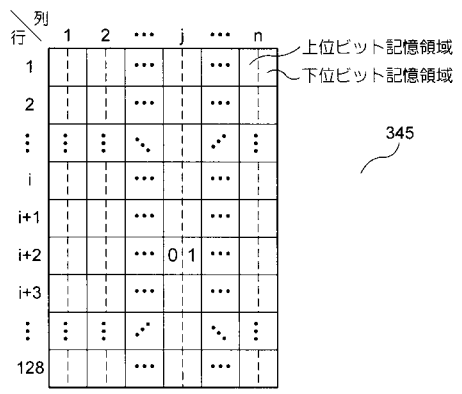 列
行 1 2 ··· j ··· n
1 ··· ··· 上位ビット記憶領域
下位ビット記憶領域
2 ··· ···
⋮ ⋮ ⋮ ⋱ ⋰ ⋮
345
i ··· ···
i+1 ··· ···
i+2 ··· 0 1 ···
i+3 ··· ···
⋮ ⋮ ⋮ ⋰ ⋱ ⋮
128 ··· ···